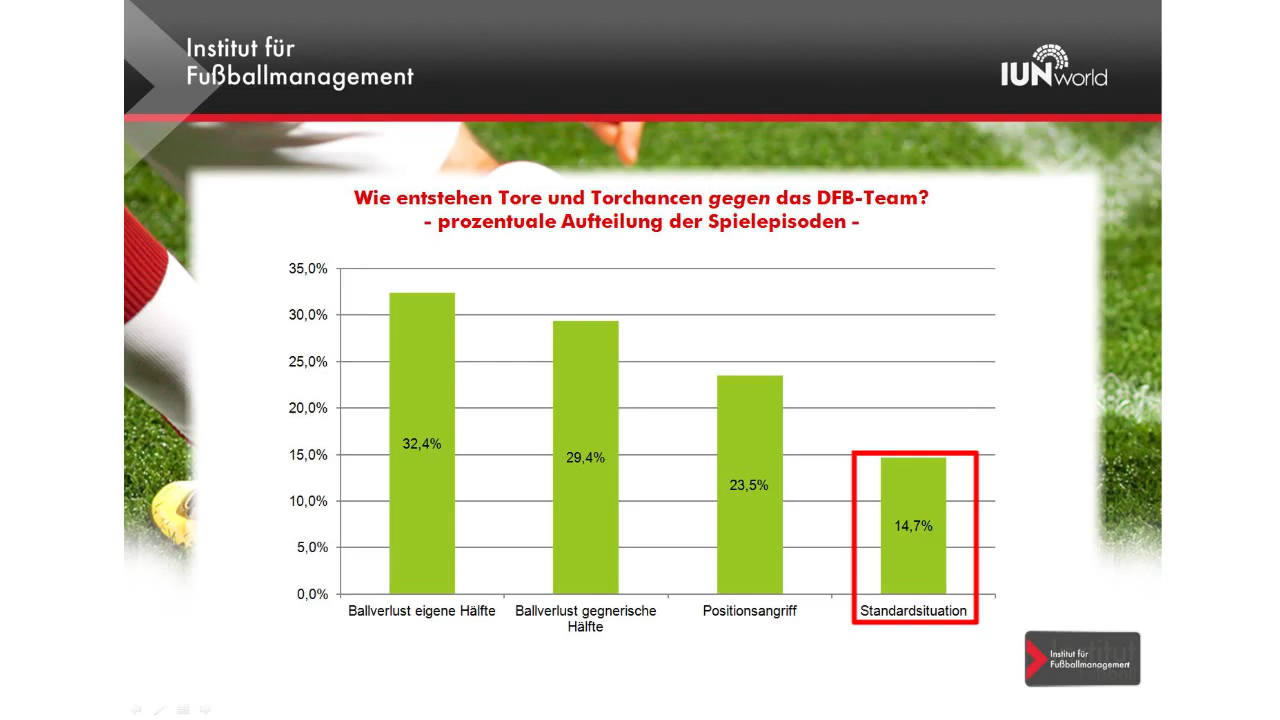 Institut für
Fußballmanagement
IUNworld
Wie entstehen Tore und Torchancen gegen das DFB-Team?
- prozentuale Aufteilung der Spielepisoden -
35,0%
30,0%
25,0%
20,0%
15,0%
10,0%
5,0%
0,0%
32,4%
29,4%
23,5%
14,7%
Ballverlust eigene Hälfte
Ballverlust gegnerische
Hälfte
Positionsangriff
Standardsituation
Institut für
Fußballmanagement